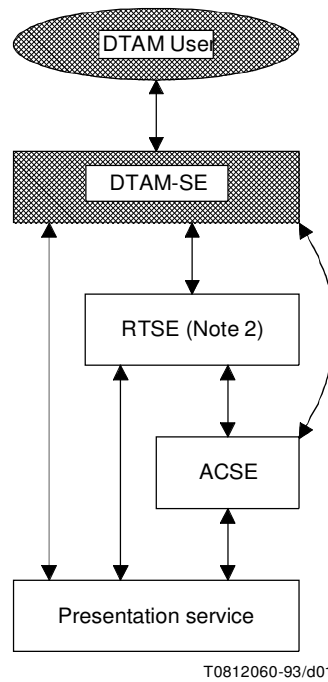 DTAM User
DTAM-SE
RTSE (Note 2)
ACSE
Presentation service
T0812060-93/d01